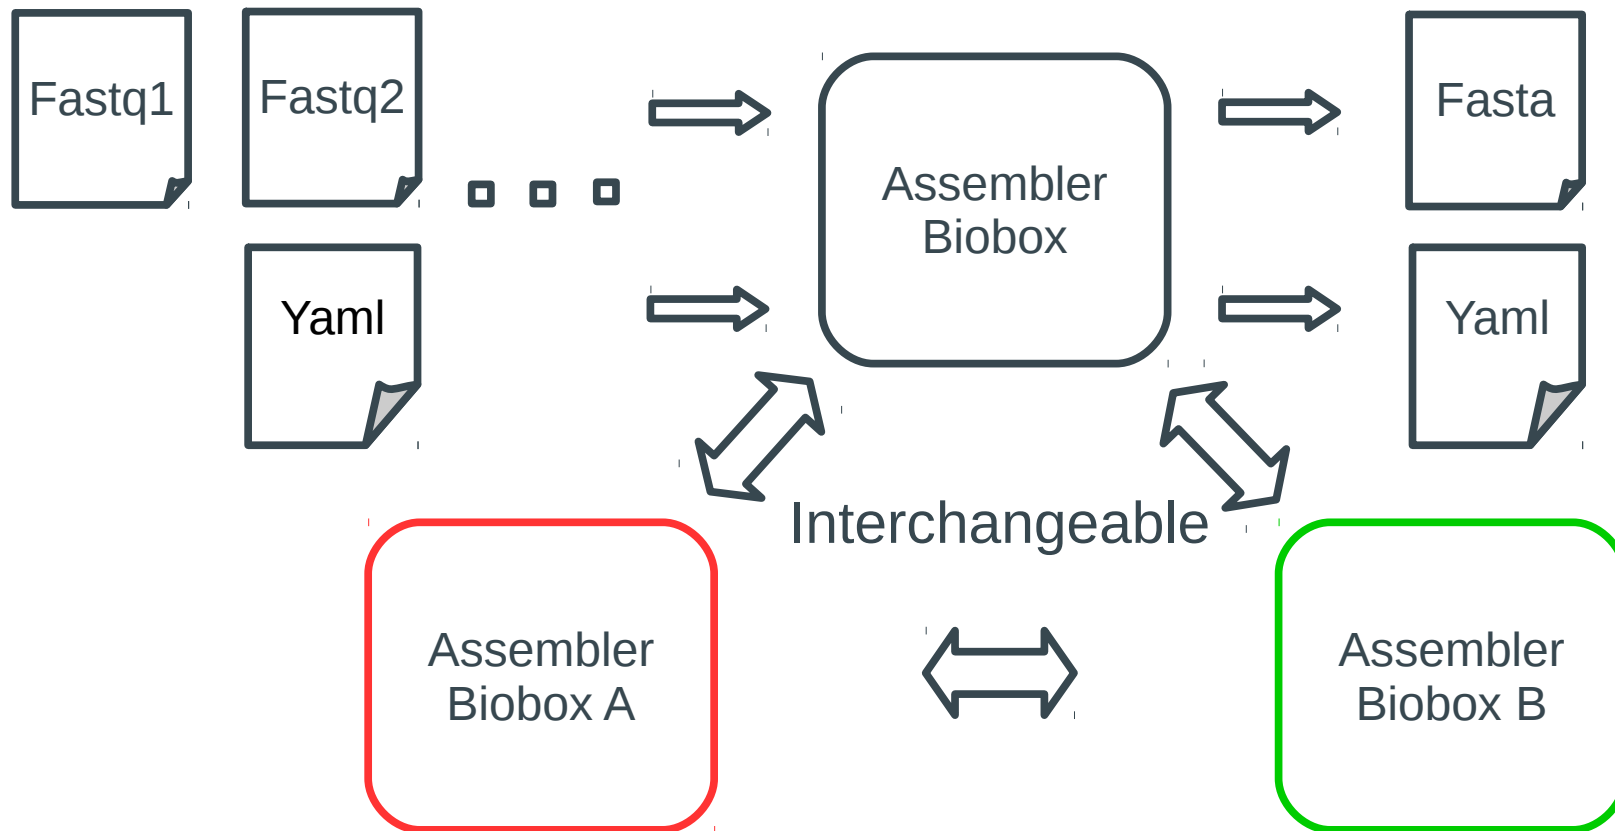 Fastq1
Fastq2
Fasta
Assembler
Biobox
Yaml
Yaml
Interchangeable
Assembler
Biobox A
Assembler
Biobox B